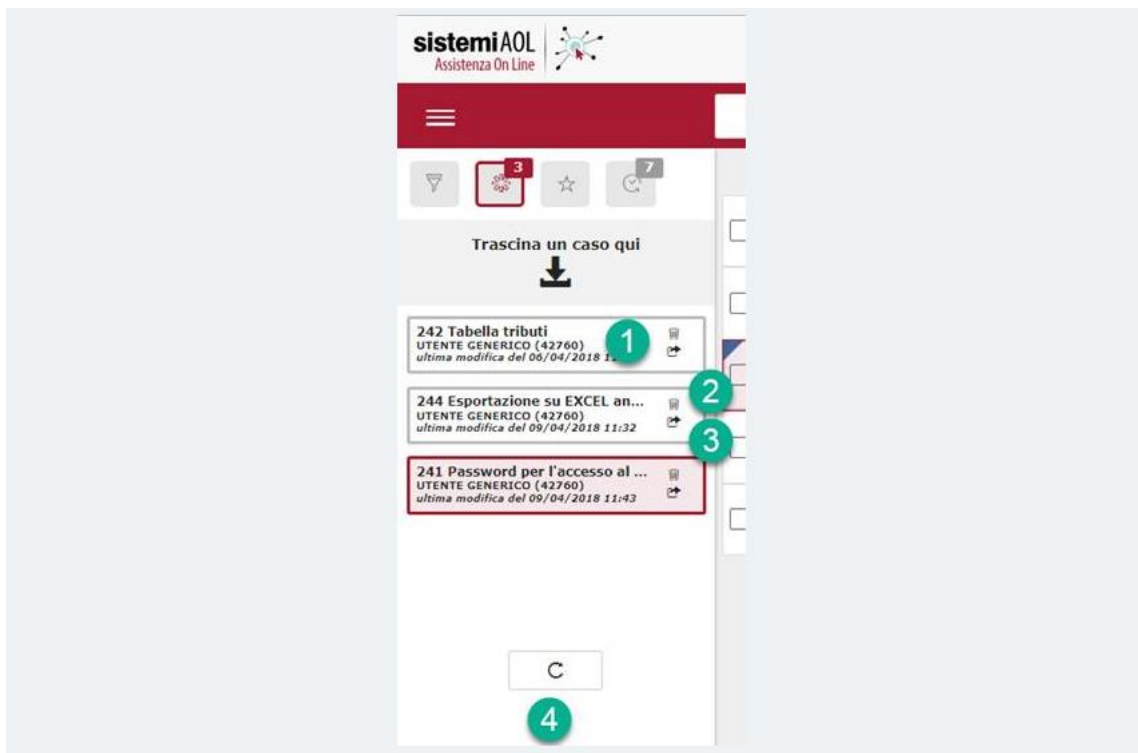 sistemiAOL
Assistenza On Line
3
7
Trascina un caso qui
242 Tabella tributi
UTENTE GENERICO (42760)
ultima modifica del 06/04/2018
1
2
244 Esportazione su EXCEL an...
UTENTE GENERICO (42760)
ultima modifica del 09/04/2018 11:32
3
241 Password per l'accesso al ...
UTENTE GENERICO (42760)
ultima modifica del 09/04/2018 11:43
4